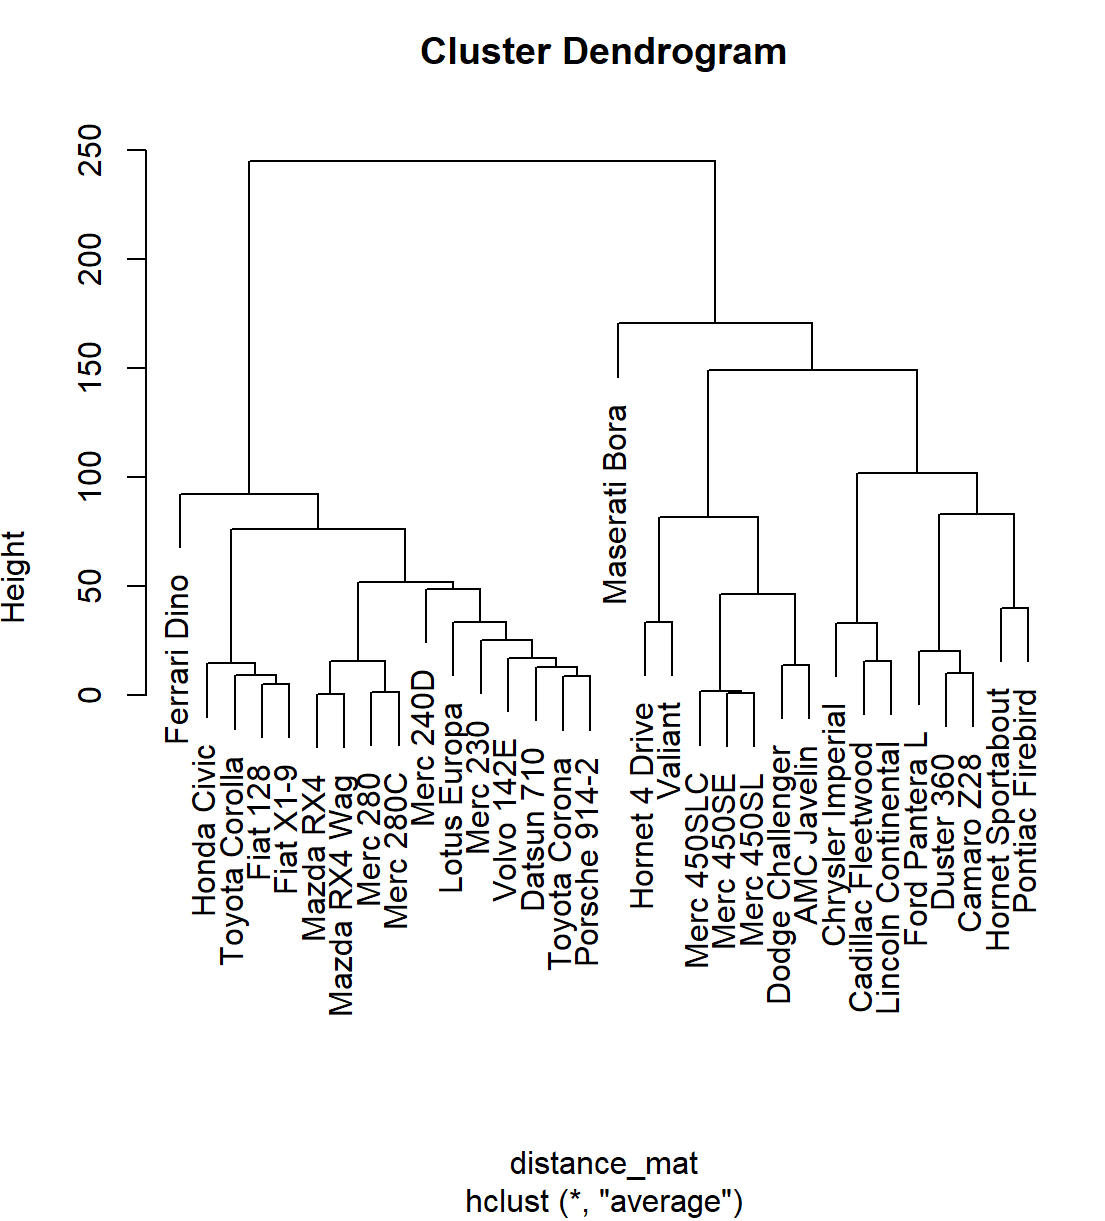 Cluster Dendrogram
Height
250
200
150
100
50
0
Ferrari Dino
Honda Civic
Toyota Corolla
Fiat 128
Fiat X1-9
Mazda RX4
Mazda RX4 Wag
Merc 280
Merc 280C
Merc 240D
Lotus Europa
Merc 230
Volvo 142E
Datsun 710
Toyota Corona
Porsche 914-2
Maserati Bora
Hornet 4 Drive
Valiant
Merc 450SLC
Merc 450SE
Merc 450SL
Dodge Challenger
AMC Javelin
Chrysler Imperial
Cadillac Fleetwood
Lincoln Continental
Ford Pantera L
Duster 360
Camaro Z28
Hornet Sportabout
Pontiac Firebird
distance_mat
hclust (*, "average")